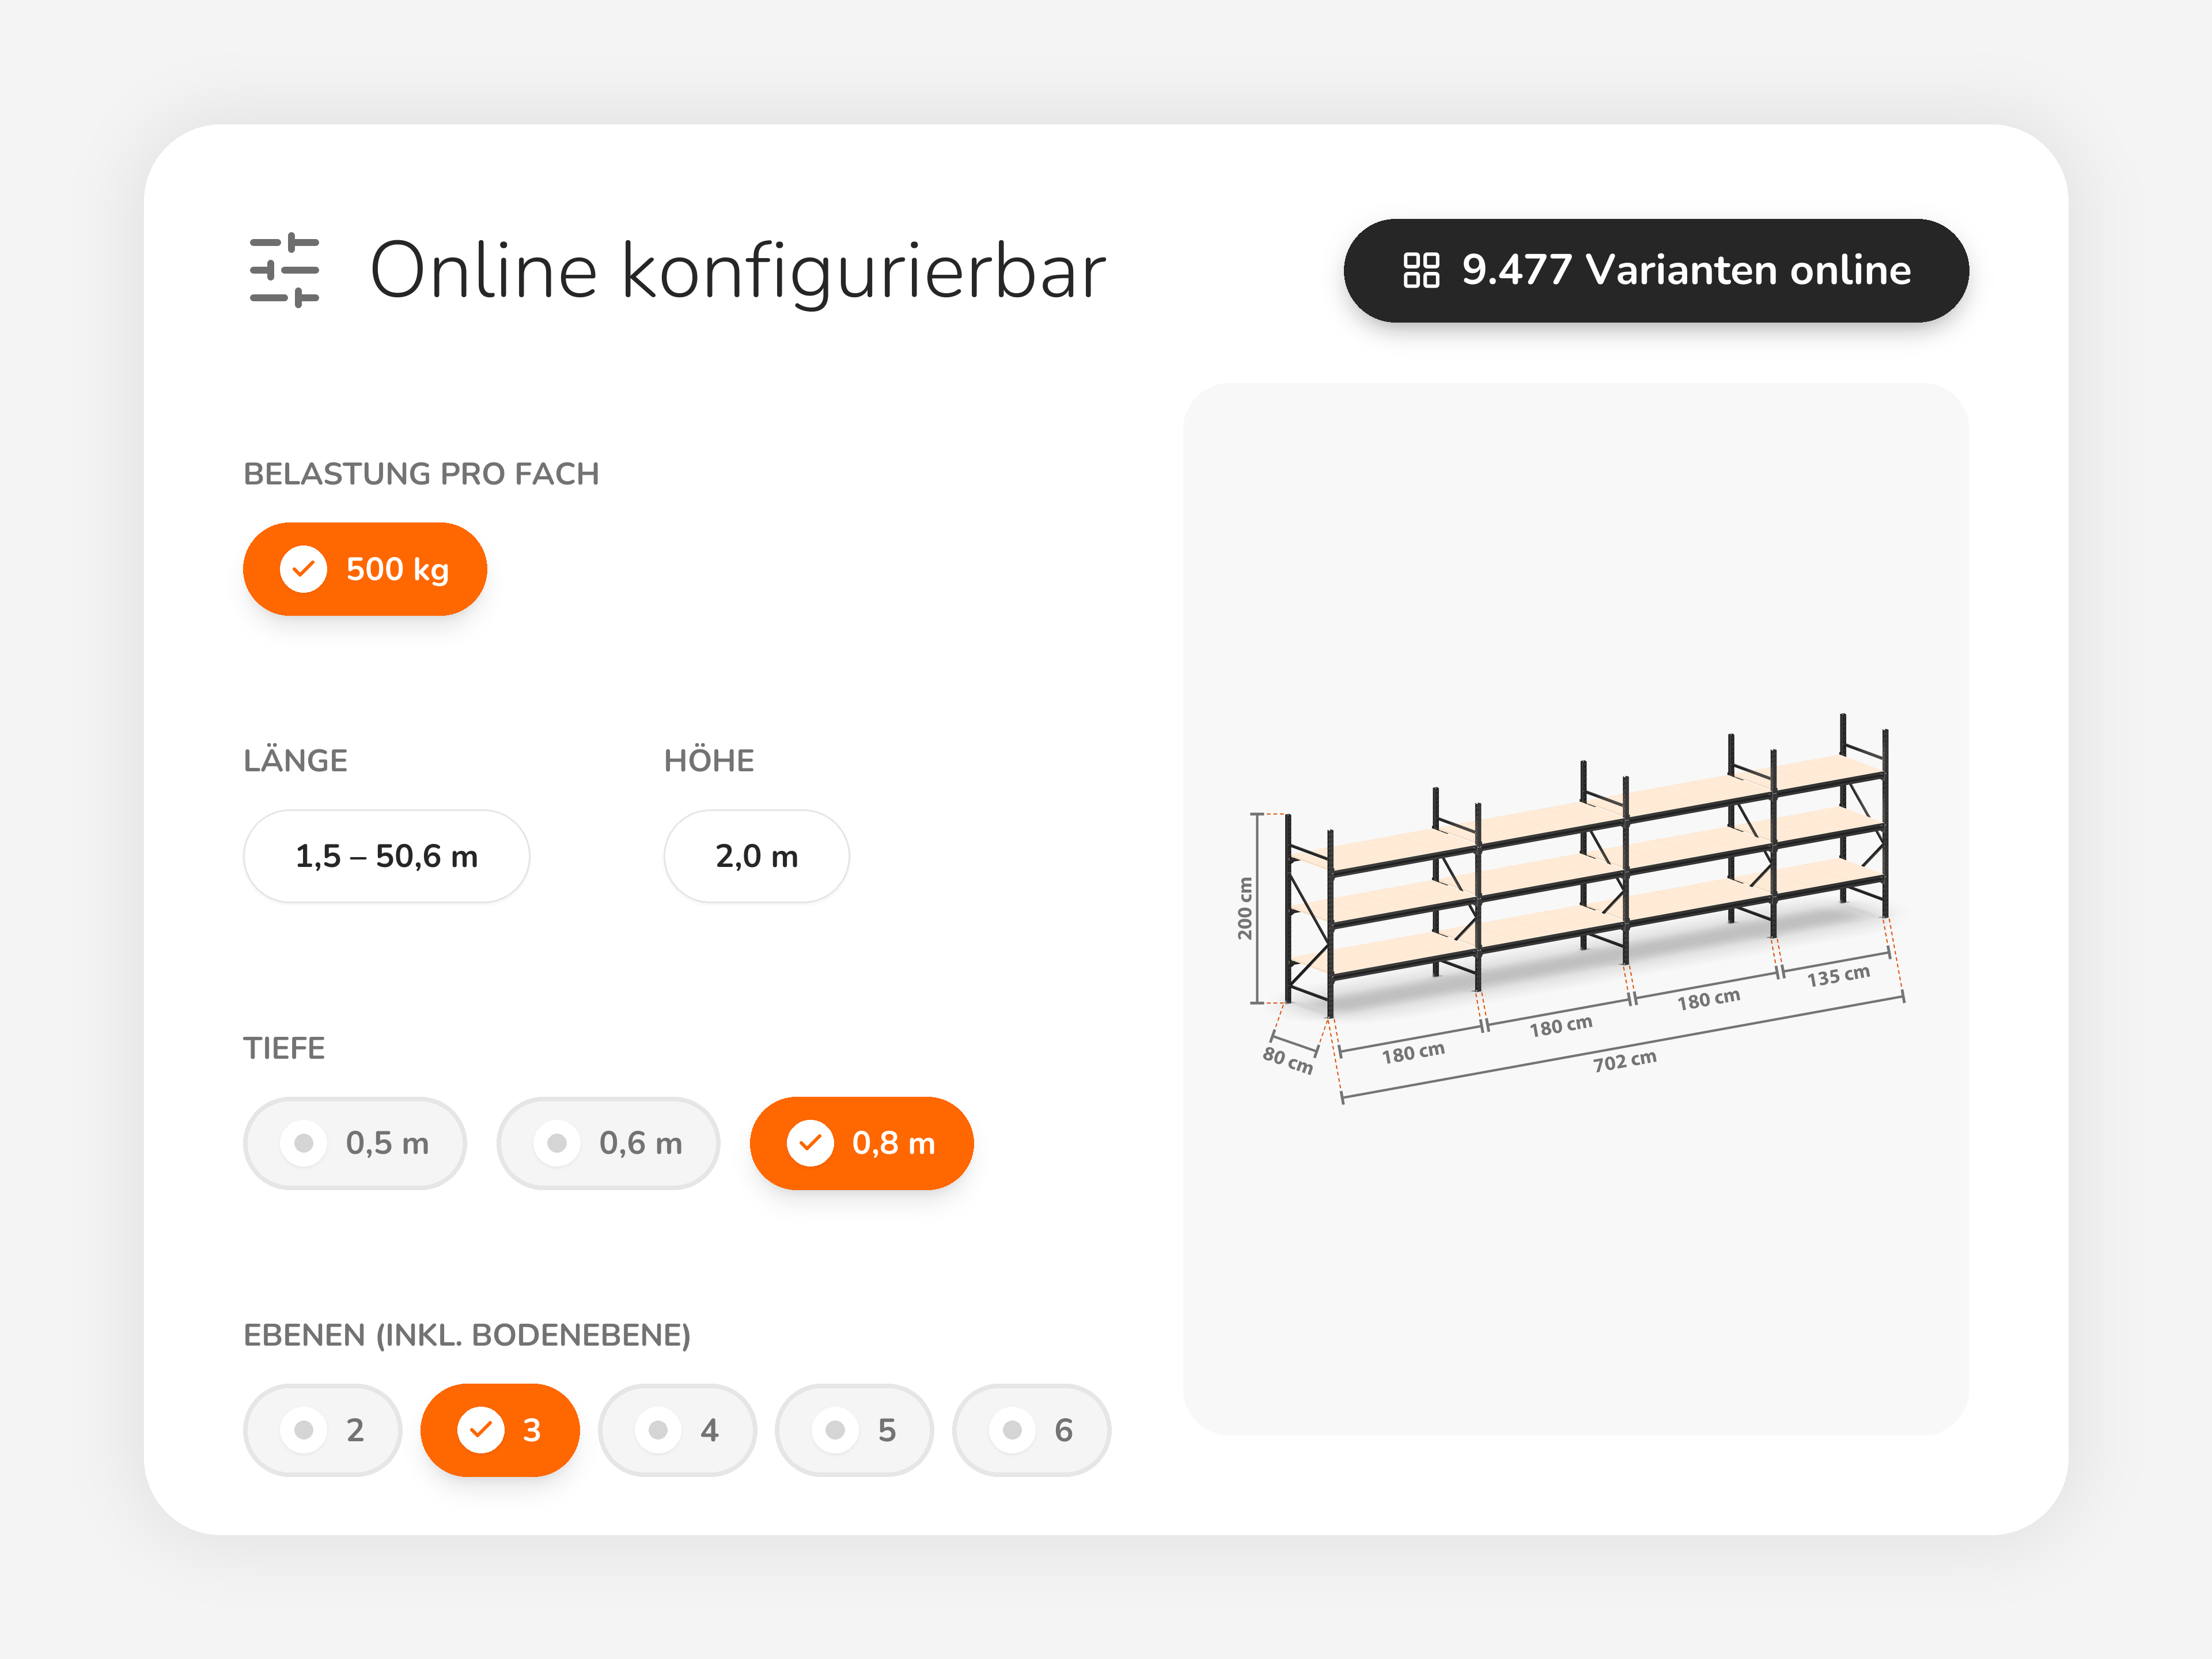 Online konfigurierbar
9.477 Varianten online
BELASTUNG PRO FACH
500 kg
LÄNGE
HÖHE
1,5 – 50,6 m
2,0 m
TIEFE
0,5 m
0,6 m
0,8 m
EBENEN (INKL. BODENEBENE)
2
3
4
5
6
200 cm
80 cm
180 cm
180 cm
180 cm
135 cm
702 cm